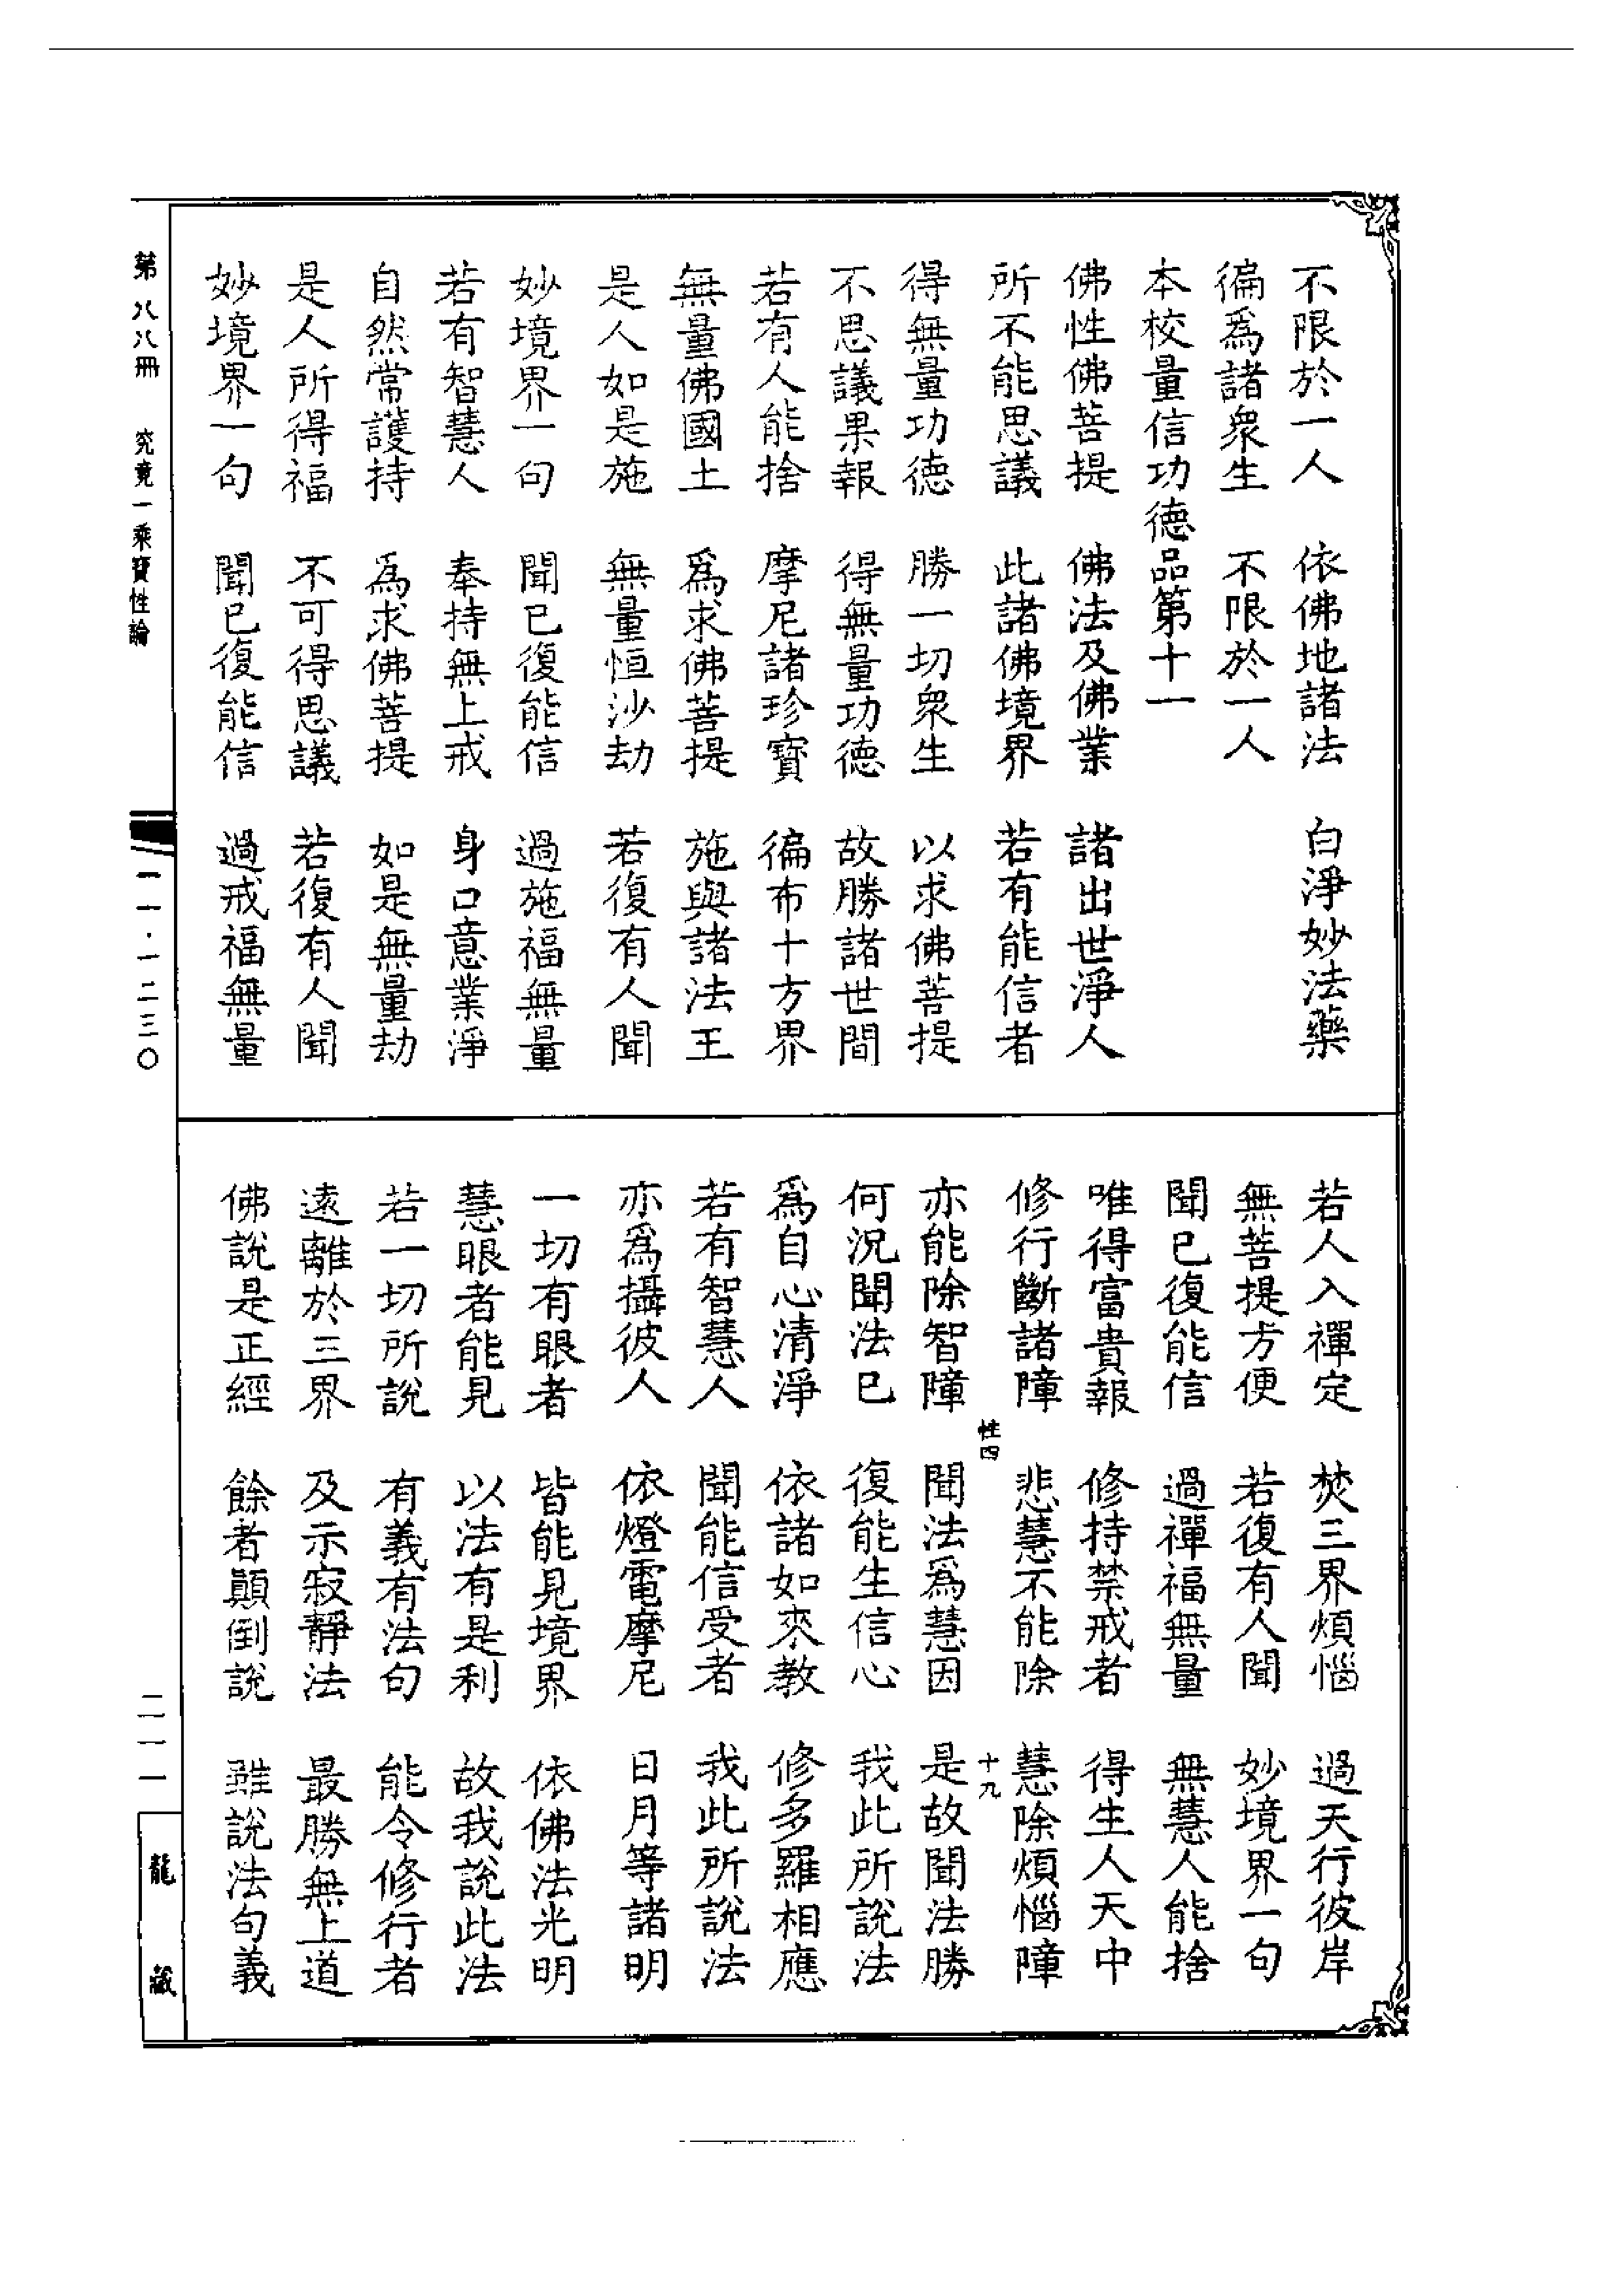 不限於一人　依佛地諸法　白淨妙法藥
徧爲諸衆生　不限於一人
本校量信功德品第十一
佛性佛菩提　佛法及佛業　諸出世淨人
所不能思議　此諸佛境界　若有能信者
得無量功德　勝一切衆生　以求佛菩提
不思議果報　得無量功德　故勝諸世間
若有人能捨　摩尼諸珍寶　徧布十方界
無量佛國土　爲求佛菩提　施與諸法王
是人如是施　無量恒沙劫　若復有人聞
妙境界一句　聞已復能信　過施福無量
若有智慧人　奉持無上戒　身口意業淨
自然常護持　爲求佛菩提　如是無量劫
是人所得福　不可得思議　若復有人聞
妙境界一句　聞已復能信　過戒福無量
若人入禪定　焚三界煩惱　過天行彼岸
無菩提方便　若復有人聞　妙境界一句
聞已復能信　過禪福無量　無慧人能捨
唯得富貴報　修持禁戒者　得生人天中
修行斷諸障　悲慧不能除　慧除煩惱障
性四　十九
亦能除智障　聞法爲慧因　是故聞法勝
何況聞法已　復能生信心　我此所說法
爲自心清淨　依諸如來教　修多羅相應
若有智慧人　聞能信受者　我此所說法
亦爲攝彼人　依燈電摩尼　日月等諸明
一切有眼者　皆能見境界　依佛法光明
慧眼者能見　以法有是利　故我說此法
若一切所說　有義有法句　能令修行者
遠離於三界　及示寂靜法　最勝無上道
佛說是正經　餘者顚倒說　雖說法句義
第八八冊　究竟一乘寶性論　一一·一二三〇　二一一　龍藏